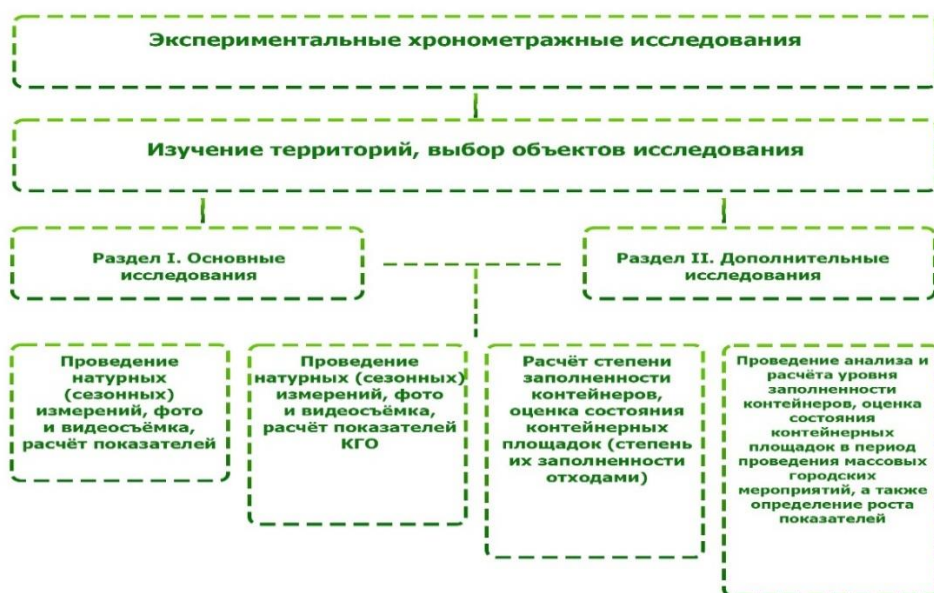 Экспериментальные хронометражные исследования
Изучение территорий, выбор объектов исследования
Раздел I. Основные
исследования
Раздел II. Дополнительные
исследования
Проведение
натурных (сезонных)
измерений, фото
и видеосъёмка,
расчёт показателей
Проведение
натурных (сезонных)
измерений, фото
и видеосъёмка,
расчёт показателей
КГО
Расчёт степени
заполненности
контейнеров,
оценка состояния
контейнерных
площадок (степень
их заполненности
отходами)
Проведение анализа и
расчёта уровня
заполненности
контейнеров, оценка
состояния
контейнерных
площадок в период
проведения массовых
городских
мероприятий, а также
определение роста
показателей